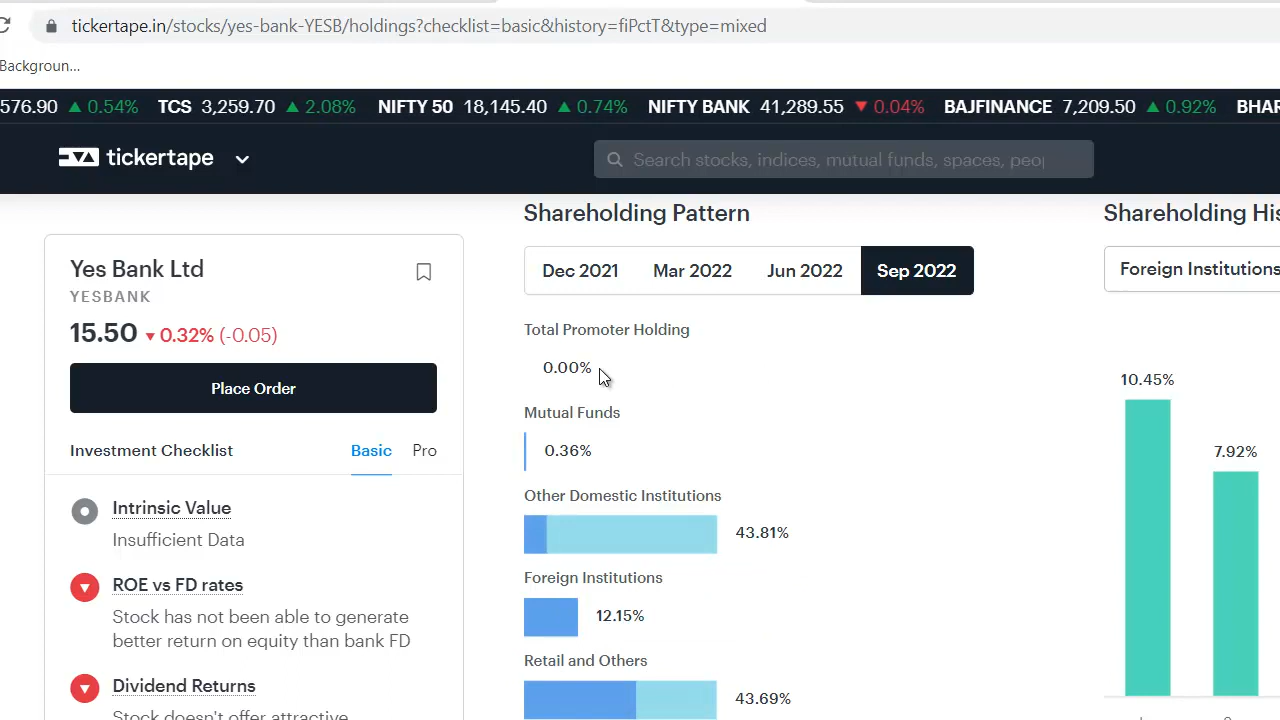 tickertape.in/stocks/yes-bank-YESB/holdings?checklist=basic&history=fiPctT&type=mixed
Backgroun...
576.90 ▲ 0.54% TCS 3,259.70 ▲ 2.08% NIFTY 50 18,145.40 ▲ 0.74% NIFTY BANK 41,289.55 ▼ 0.04% BAJFINANCE 7,209.50 ▲ 0.92% BHAR
tickertape
Search stocks, indices, mutual funds, spaces, peop
Yes Bank Ltd
YESBANK
15.50 ▼ 0.32% (-0.05)
Place Order
Investment Checklist Basic Pro
Intrinsic Value
Insufficient Data
ROE vs FD rates
Stock has not been able to generate
better return on equity than bank FD
Dividend Returns
Stock doesn't offer attractive
Shareholding Pattern
Dec 2021 Mar 2022 Jun 2022 Sep 2022
Total Promoter Holding
0.00%
Mutual Funds
0.36%
Other Domestic Institutions
43.81%
Foreign Institutions
12.15%
Retail and Others
43.69%
Shareholding His
Foreign Institutions
10.45%
7.92%